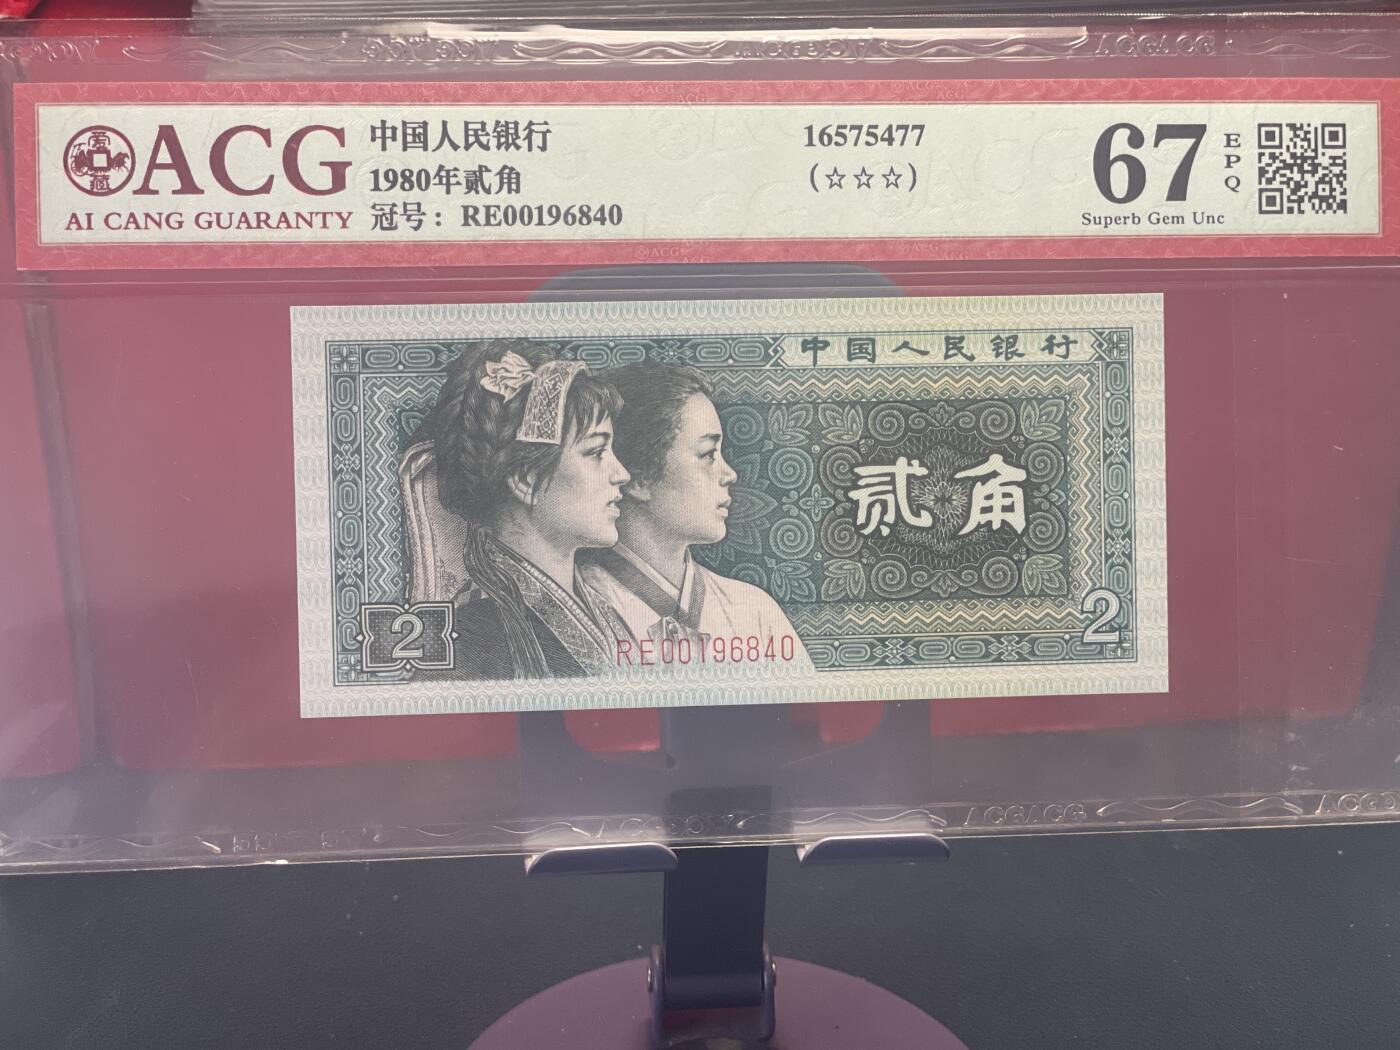 ACG
AI CANG GUARANTY
中国人民银行
1980年贰角
冠号：RE00196840
16575477
(☆☆☆)
67
EPQ
Superb Gem Unc
中国人民银行
贰角
2
RE00196840
2
ACGACG